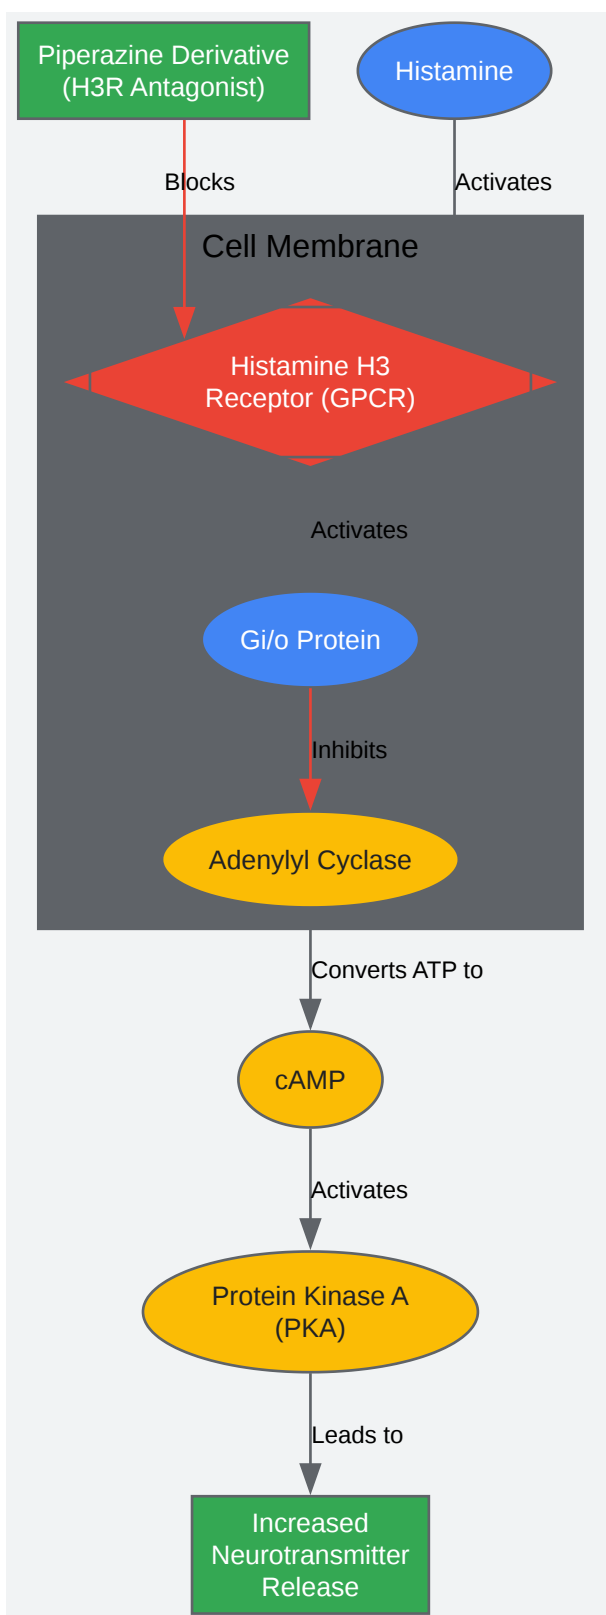 Piperazine Derivative
(H3R Antagonist)
Histamine
Blocks
Activates
Cell Membrane
Histamine H3
Receptor (GPCR)
Activates
Gi/o Protein
Inhibits
Adenylyl Cyclase
Converts ATP to
cAMP
Activates
Protein Kinase A
(PKA)
Leads to
Increased
Neurotransmitter
Release